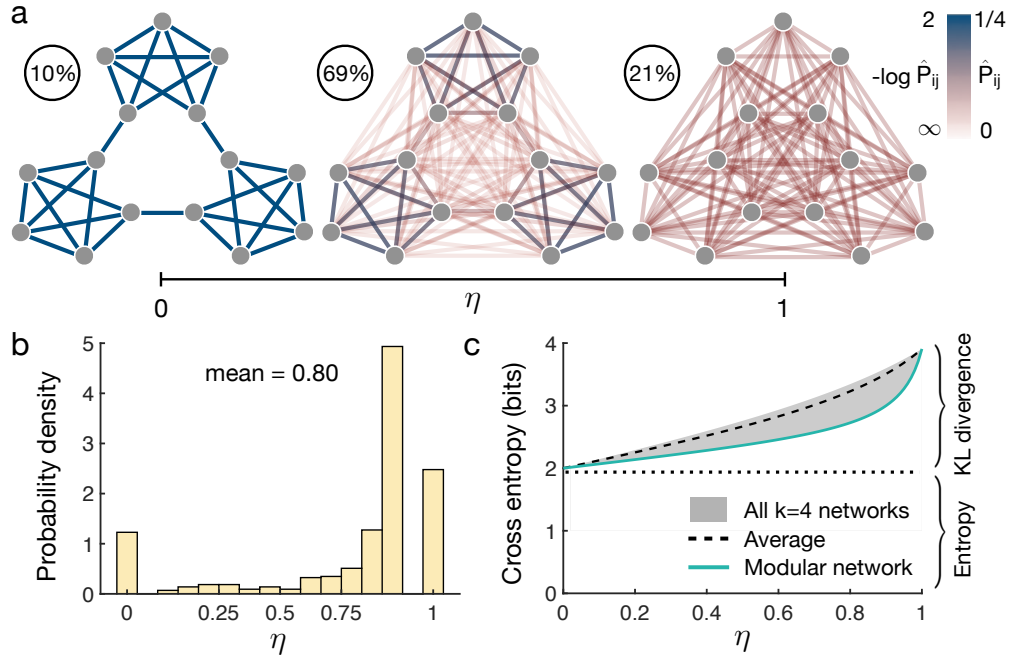 a
10%
69%
21%
2
1/4
-log P̂ij
P̂ij
∞
0
0
η
1
b
Probability density
5
4
3
2
1
0
mean = 0.80
0
0.25
0.5
0.75
1
η
c
Cross entropy (bits)
4
3
2
1
0
All k=4 networks
Average
Modular network
0
0.2
0.4
0.6
0.8
1
η
KL divergence
Entropy